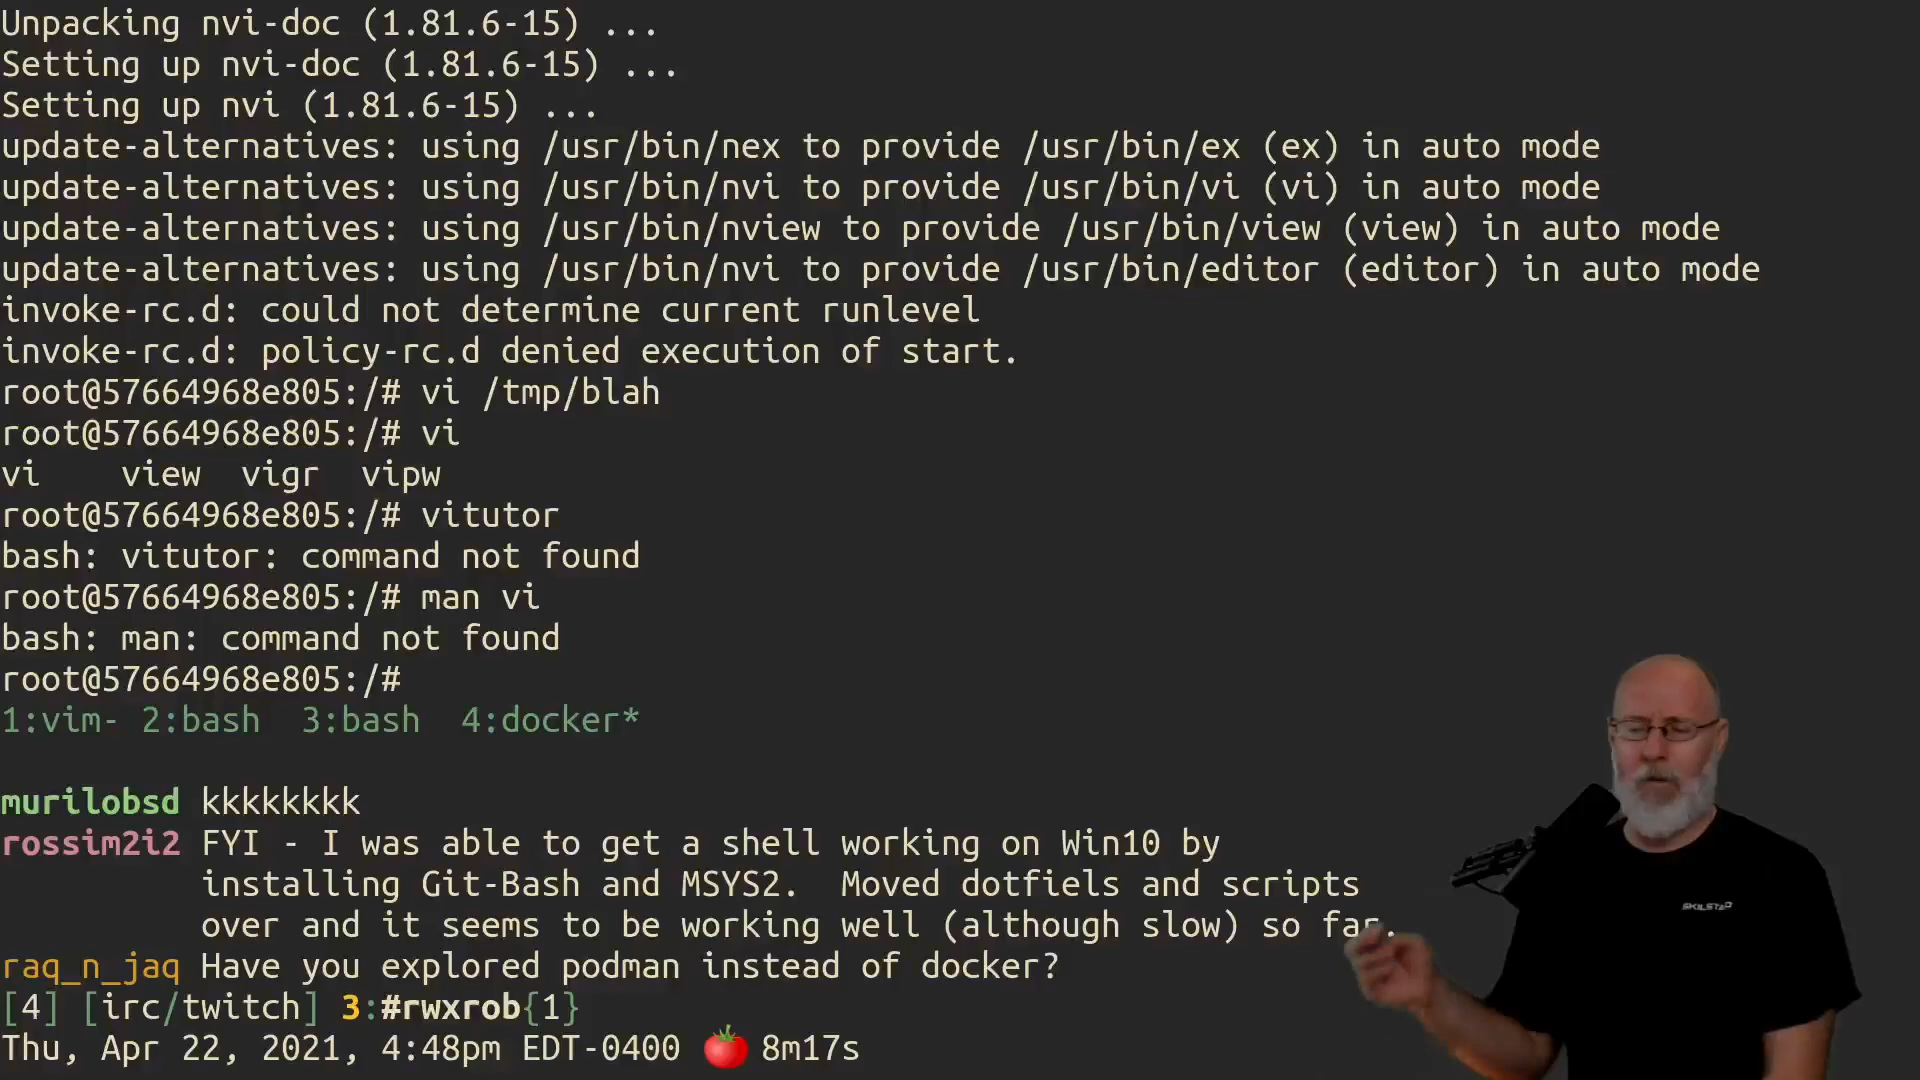 Unpacking nvi-doc (1.81.6-15) ...
Setting up nvi-doc (1.81.6-15) ...
Setting up nvi (1.81.6-15) ...
update-alternatives: using /usr/bin/nex to provide /usr/bin/ex (ex) in auto mode
update-alternatives: using /usr/bin/nvi to provide /usr/bin/vi (vi) in auto mode
update-alternatives: using /usr/bin/nview to provide /usr/bin/view (view) in auto mode
update-alternatives: using /usr/bin/nvi to provide /usr/bin/editor (editor) in auto mode
invoke-rc.d: could not determine current runlevel
invoke-rc.d: policy-rc.d denied execution of start.
root@57664968e805:/# vi /tmp/blah
root@57664968e805:/# vi
vi    view  vigr  vipw
root@57664968e805:/# vitutor
bash: vitutor: command not found
root@57664968e805:/# man vi
bash: man: command not found
root@57664968e805:/#
1:vim- 2:bash  3:bash  4:docker*
murilobsd kkkkkkkk
rossim2i2 FYI - I was able to get a shell working on Win10 by
installing Git-Bash and MSYS2.  Moved dotfiels and scripts
over and it seems to be working well (although slow) so far.
raq_n_jaq Have you explored podman instead of docker?
[4] [irc/twitch] 3:#rwxrob{1}
Thu, Apr 22, 2021, 4:48pm EDT-0400 🍅 8m17s
SKILSTAD